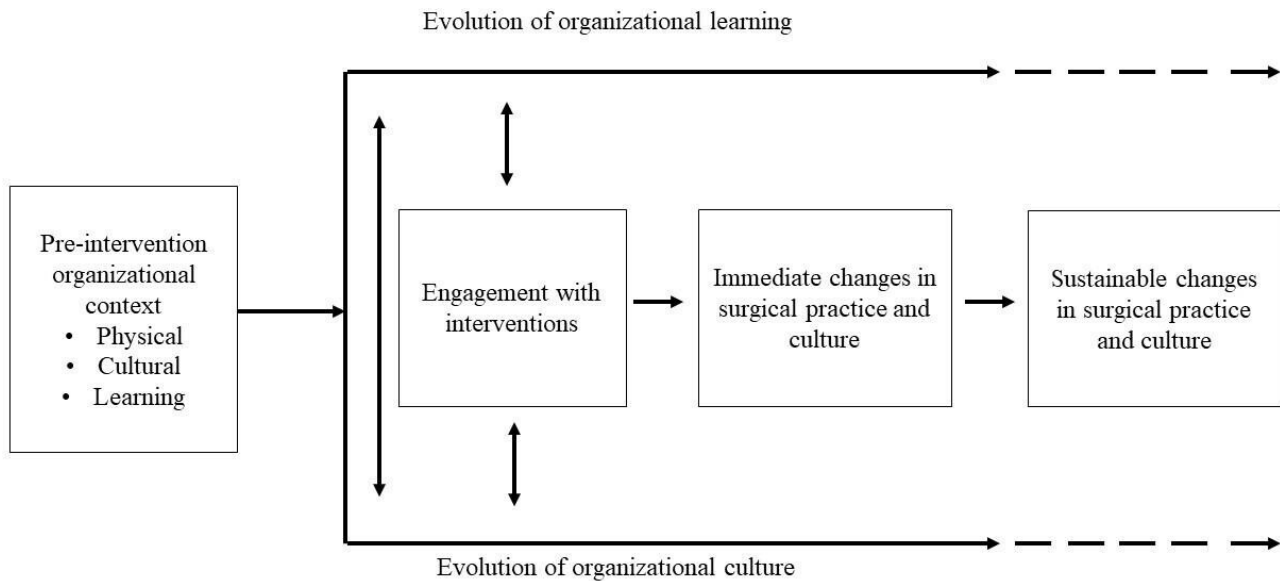 Evolution of organizational learning
Pre-intervention
organizational
context
• Physical
• Cultural
• Learning
Engagement with
interventions
Immediate changes in
surgical practice and
culture
Sustainable changes
in surgical practice
and culture
Evolution of organizational culture